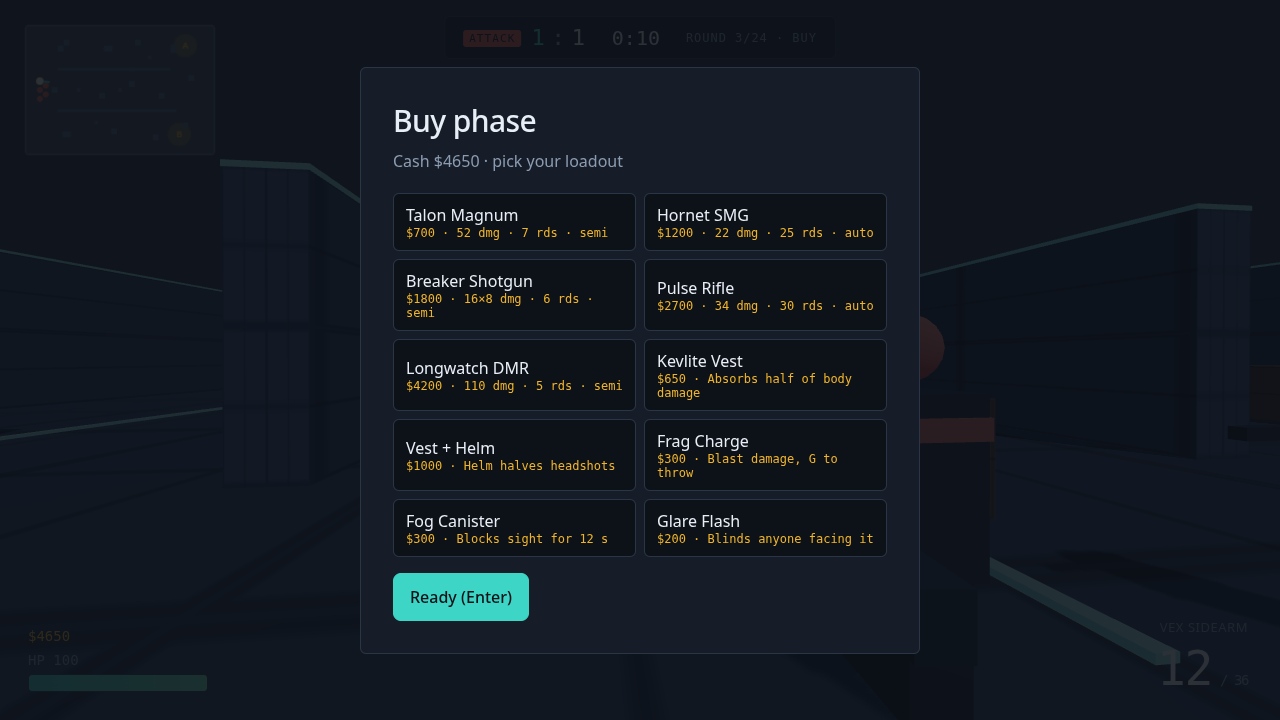 ATTACK 1 : 1 0:10 ROUND 3/24 · BUY
A
Buy phase
Cash $4650 · pick your loadout
Talon Magnum
$700 · 52 dmg · 7 rds · semi
Hornet SMG
$1200 · 22 dmg · 25 rds · auto
Breaker Shotgun
$1800 · 16×8 dmg · 6 rds ·
semi
Pulse Rifle
$2700 · 34 dmg · 30 rds · auto
Longwatch DMR
$4200 · 110 dmg · 5 rds · semi
Kevlite Vest
$650 · Absorbs half of body
damage
Vest + Helm
$1000 · Helm halves headshots
Frag Charge
$300 · Blast damage, G to
throw
Fog Canister
$300 · Blocks sight for 12 s
Glare Flash
$200 · Blinds anyone facing it
Ready (Enter)
$4650
HP 100
VEX SIDEARM
12 / 36